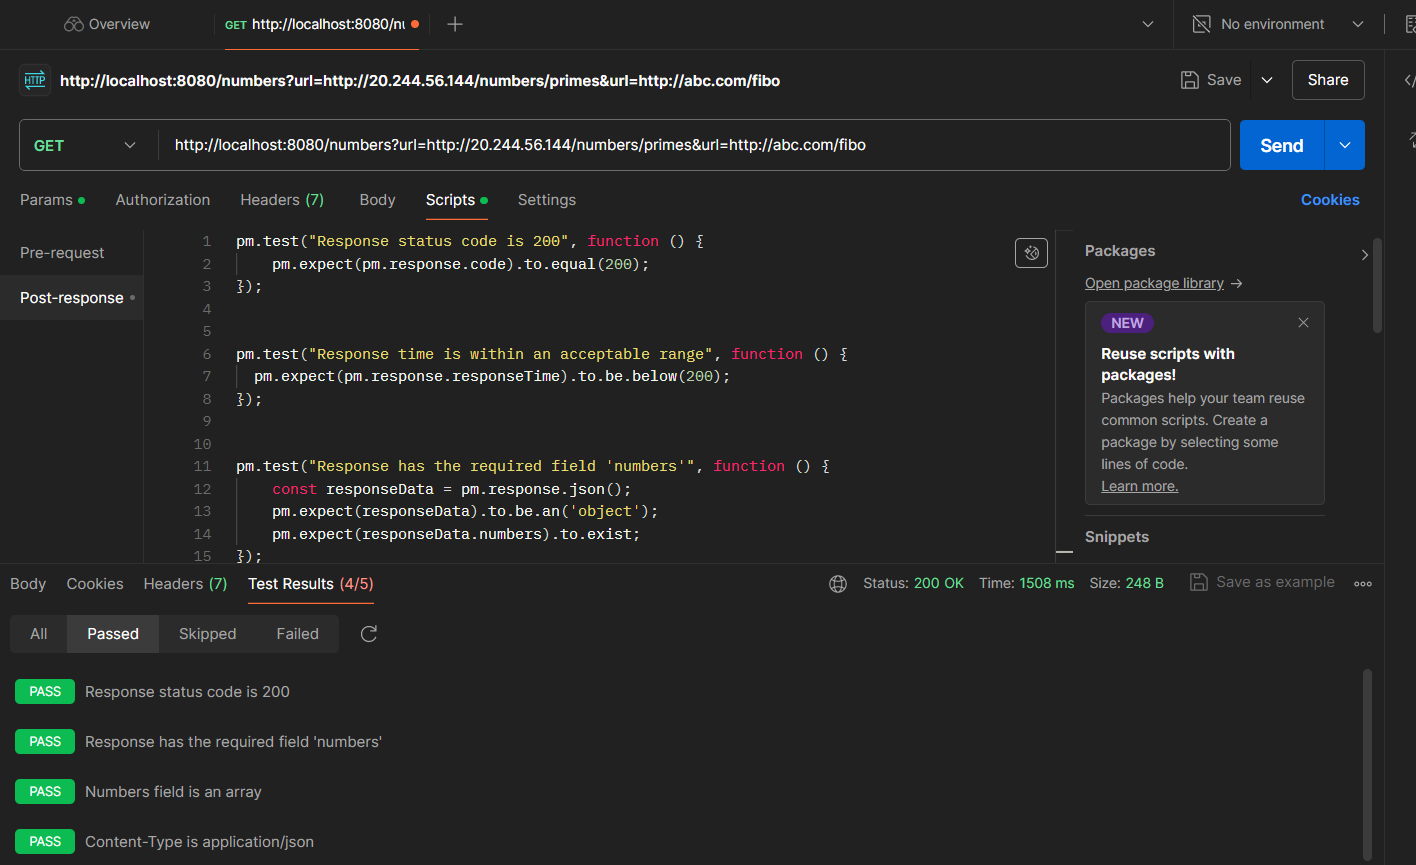 Overview
GET http://localhost:8080/nu
No environment
HTTP http://localhost:8080/numbers?url=http://20.244.56.144/numbers/primes&url=http://abc.com/fibo
Save
Share
GET http://localhost:8080/numbers?url=http://20.244.56.144/numbers/primes&url=http://abc.com/fibo
Send
Params Authorization Headers (7) Body Scripts Settings Cookies
Pre-request
Post-response
1 pm.test("Response status code is 200", function () {
2 pm.expect(pm.response.code).to.equal(200);
3 });
4
5
6 pm.test("Response time is within an acceptable range", function () {
7 pm.expect(pm.response.responseTime).to.be.below(200);
8 });
9
10
11 pm.test("Response has the required field 'numbers'", function () {
12 const responseData = pm.response.json();
13 pm.expect(responseData).to.be.an('object');
14 pm.expect(responseData.numbers).to.exist;
15 });
Packages
Open package library →
NEW
Reuse scripts with
packages!
Packages help your team reuse
common scripts. Create a
package by selecting some
lines of code.
Learn more.
Snippets
Body Cookies Headers (7) Test Results (4/5) Status: 200 OK Time: 1508 ms Size: 248 B Save as example
All Passed Skipped Failed
PASS Response status code is 200
PASS Response has the required field 'numbers'
PASS Numbers field is an array
PASS Content-Type is application/json